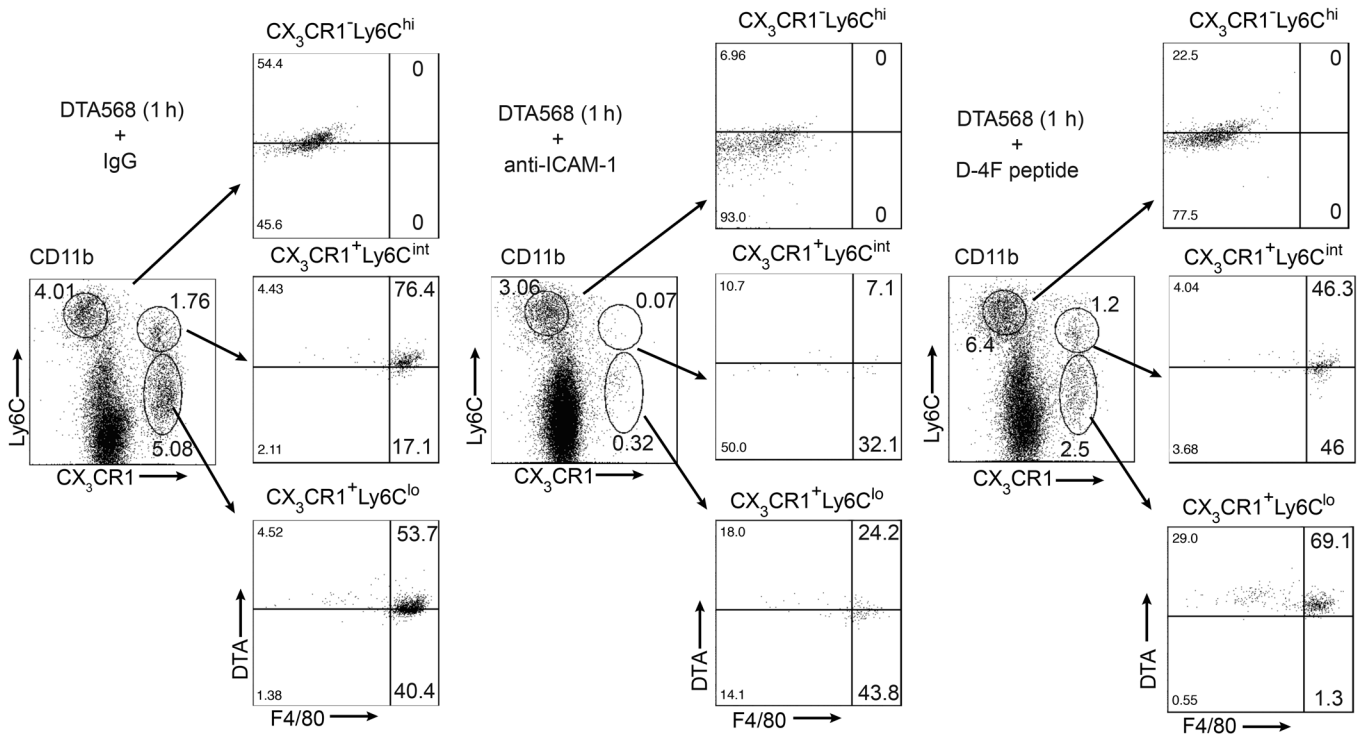 CX3CR1-Ly6Chi
54.4
0
45.6
0
DTA568 (1 h)
+
IgG
CD11b
4.01
1.76
5.08
Ly6C
CX3CR1
CX3CR1+Ly6Cint
4.43
76.4
2.11
17.1
CX3CR1+Ly6Clo
4.52
53.7
1.38
40.4
DTA
F4/80
CX3CR1-Ly6Chi
6.96
0
93.0
0
DTA568 (1 h)
+
anti-ICAM-1
CD11b
3.06
0.07
0.32
Ly6C
CX3CR1
CX3CR1+Ly6Cint
10.7
7.1
50.0
32.1
CX3CR1+Ly6Clo
18.0
24.2
14.1
43.8
DTA
F4/80
CX3CR1-Ly6Chi
22.5
0
77.5
0
DTA568 (1 h)
+
D-4F peptide
CD11b
6.4
1.2
2.5
Ly6C
CX3CR1
CX3CR1+Ly6Cint
4.04
46.3
3.68
46
CX3CR1+Ly6Clo
29.0
69.1
0.55
1.3
DTA
F4/80